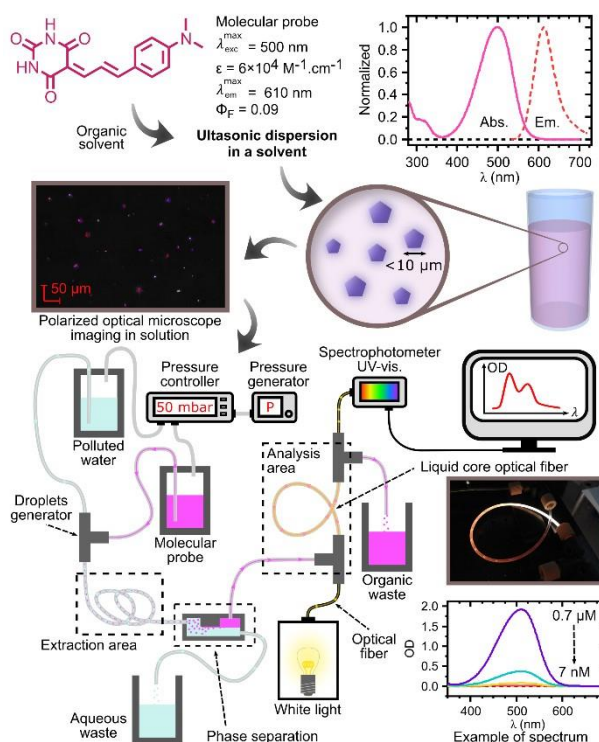 O
HN
NH
O
O
N
Molecular probe
λexc max = 500 nm
ε = 6×10⁴ M⁻¹.cm⁻¹
λem max = 610 nm
ΦF = 0.09
Organic
solvent
Ultrasonic dispersion
in a solvent
Normalized
1.0
0.8
0.6
0.4
0.2
0.0
Abs.
Em.
300 400 500 600 700
λ (nm)
50 µm
<10 µm
Polarized optical microscope
imaging in solution
Pressure
controller
Pressure
generator
50 mbar
P
Spectrophotometer
UV-vis.
OD
λ
Polluted
water
Analysis
area
Liquid core optical fiber
Droplets
generator
Molecular
probe
Organic
waste
Extraction area
Optical
fiber
Aqueous
waste
Phase separation
White light
OD
2.0
1.5
1.0
0.5
0.0
0.7 µM
7 nM
400 500 600
λ (nm)
Example of spectrum